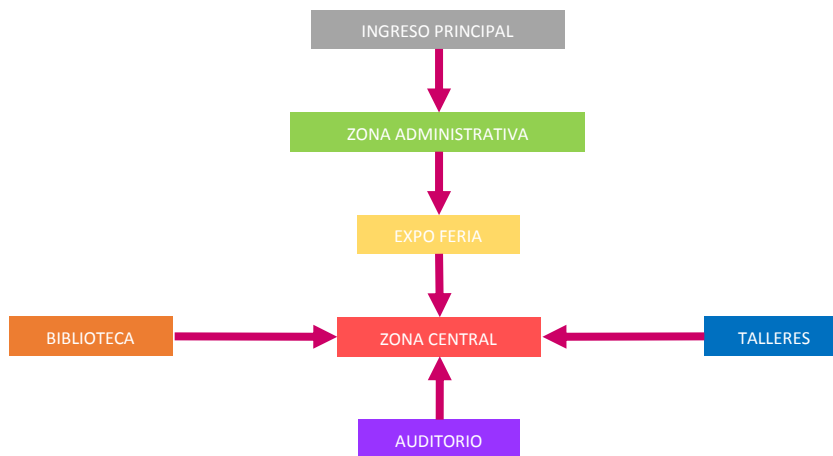 INGRESO PRINCIPAL
ZONA ADMINISTRATIVA
EXPO FERIA
BIBLIOTECA
ZONA CENTRAL
TALLERES
AUDITORIO